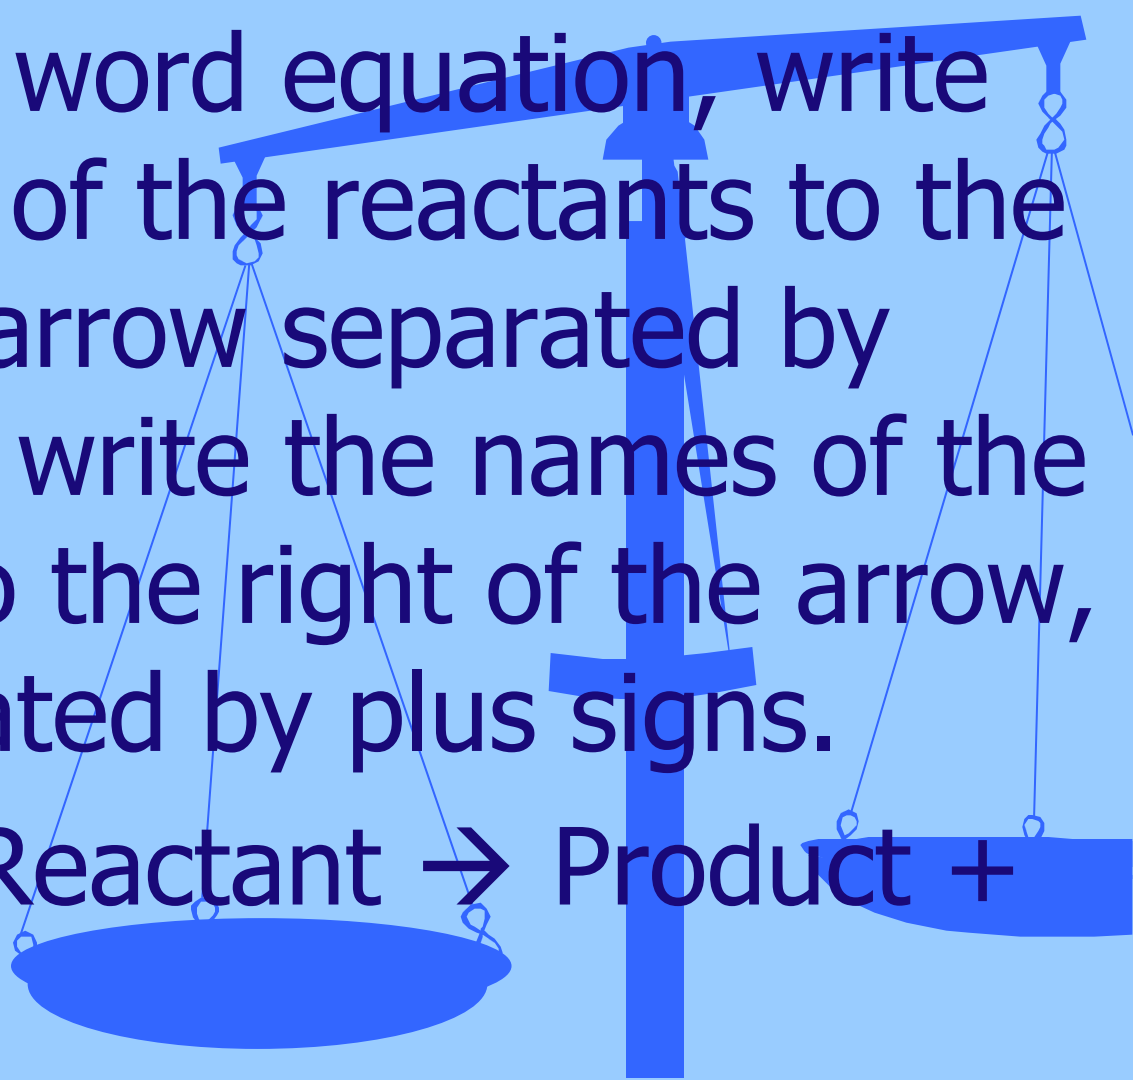 word equation, write
of the reactants to the
arrow separated by
write the names of the
the right of the arrow,
by plus signs.
Reactant → Product +